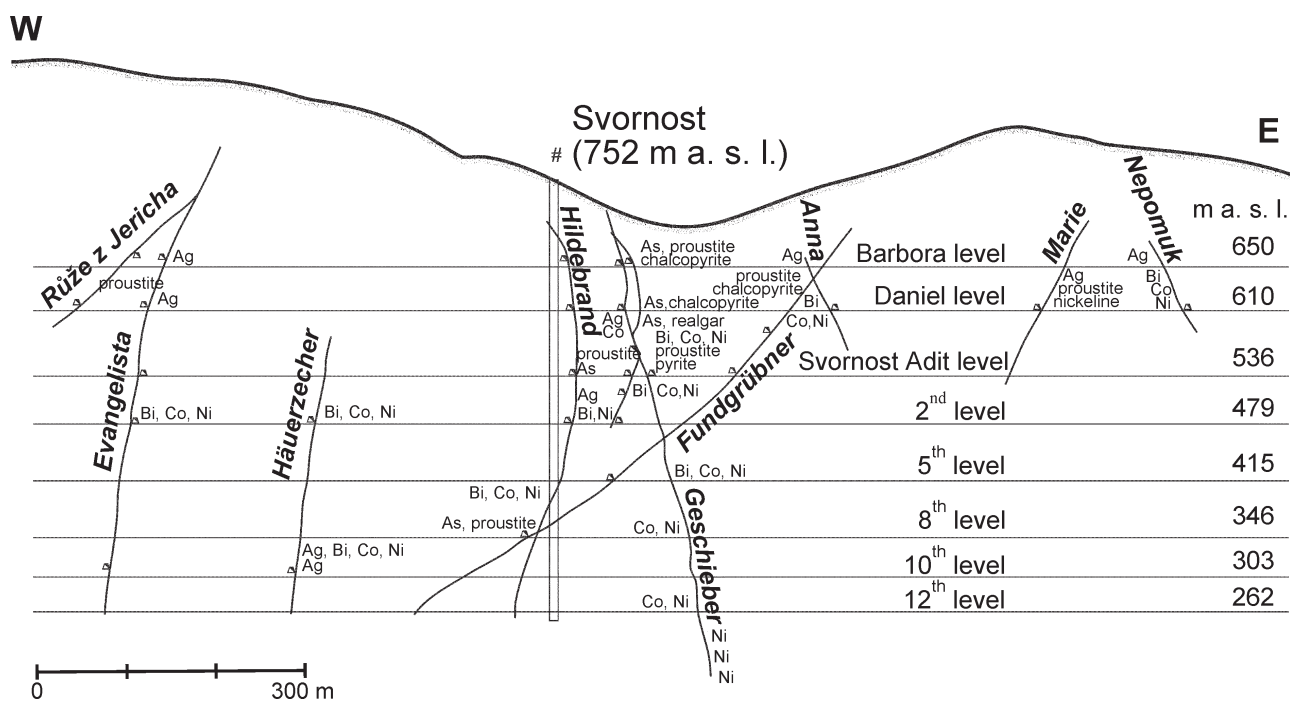 W
Svornost
# (752 m a. s. l.)
E
m a. s. l.
Růže z Jericha
Ag
proustite
Ag
Evangelista
Bi, Co, Ni
Häuerzecher
Bi, Co, Ni
Ag, Bi, Co, Ni
Ag
Hildebrand
As, proustite
chalcopyrite
As,chalcopyrite
Ag
Co
As, realgar
Bi, Co, Ni
proustite
As
proustite
pyrite
Ag
Bi,Ni
Bi Co,Ni
Bi, Co, Ni
As, proustite
Fundgrübner
Geschieber
Bi, Co, Ni
Co, Ni
Co, Ni
Ni
Ni
Ni
Anna
Ag
proustite
chalcopyrite
Bi
Co,Ni
Marie
Ag
proustite
nickeline
Nepomuk
Ag
Bi
Co
Ni
Barbora level 650
Daniel level 610
Svornost Adit level 536
2nd level 479
5th level 415
8th level 346
10th level 303
12th level 262
0 300 m